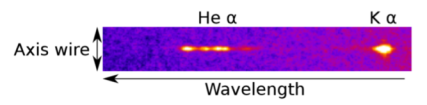 He α K α
Axis wire
Wavelength